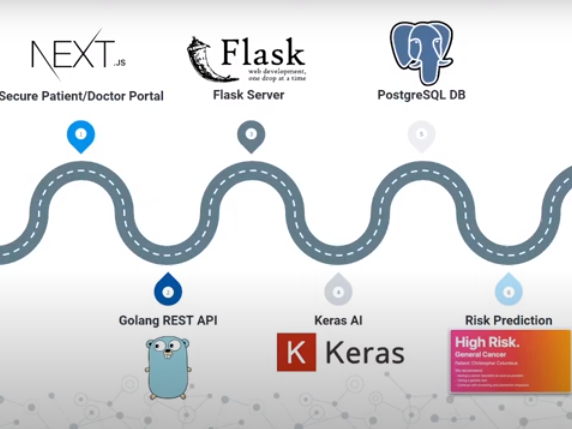 NEXT.JS
Flask
web development,
one drop at a time
Secure Patient/Doctor Portal
Flask Server
PostgreSQL DB
1
3
5
2
4
6
Golang REST API
Keras AI
Risk Prediction
K Keras
High Risk.
General Cancer
Patient: Christopher Columbus